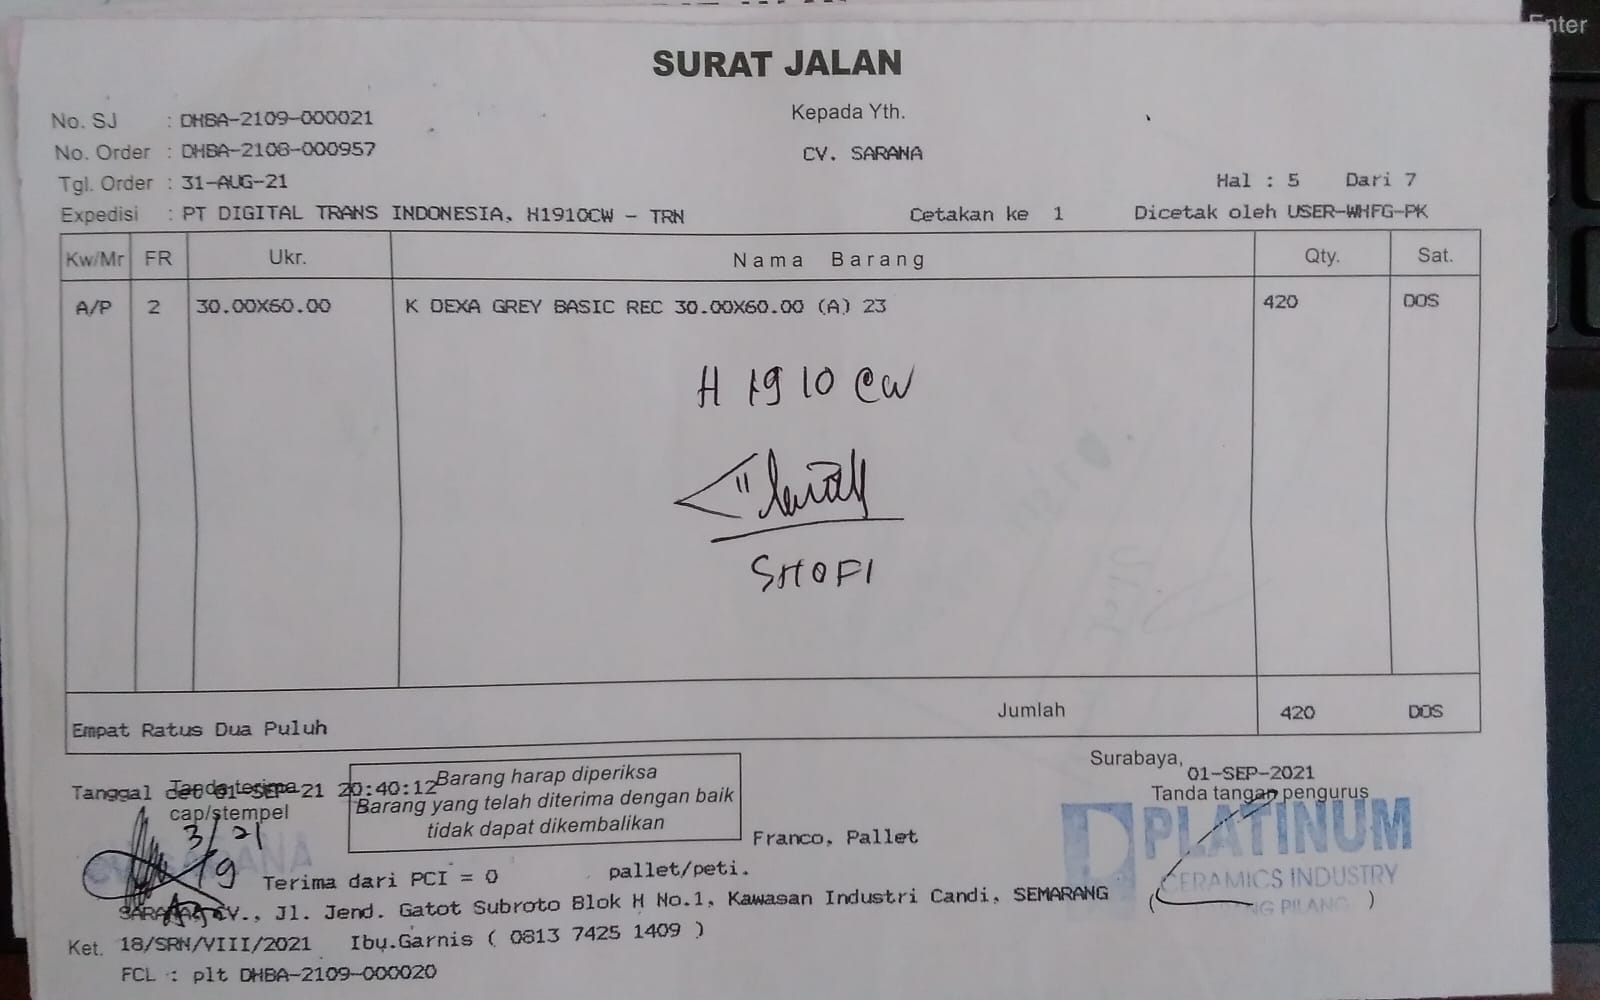 Enter
SURAT JALAN
No. SJ : DHBA-2109-000021
Kepada Yth.
No. Order : DHBA-2108-000957
CV. SARANA
Tgl. Order : 31-AUG-21
Hal : 5 Dari 7
Expedisi : PT DIGITAL TRANS INDONESIA, H1910CW - TRN Cetakan ke 1 Dicetak oleh USER-WHFG-PK
Kw/Mr FR Ukr. Nama Barang Qty. Sat.
A/P 2 30.00X60.00 K DEXA GREY BASIC REC 30.00X60.00 (A) 23 420 DOS
H 1910 CW
SHOFI
Empat Ratus Dua Puluh Jumlah 420 DOS
Surabaya,
01-SEP-2021
Tanda tangan pengurus
Tanggal cet 01-SEP-21 20:40:12
Tanda terima
cap/stempel
Barang harap diperiksa
Barang yang telah diterima dengan baik
tidak dapat dikembalikan
3/21
9
Franco, Pallet
PLATINUM
CERAMICS INDUSTRY
Terima dari PCI = 0 pallet/peti.
( )
SARANA, CV., Jl. Jend. Gatot Subroto Blok H No.1, Kawasan Industri Candi, SEMARANG
Ket. 18/SRN/VIII/2021 Ibu.Garnis ( 0813 7425 1409 )
FCL : plt DHBA-2109-000020